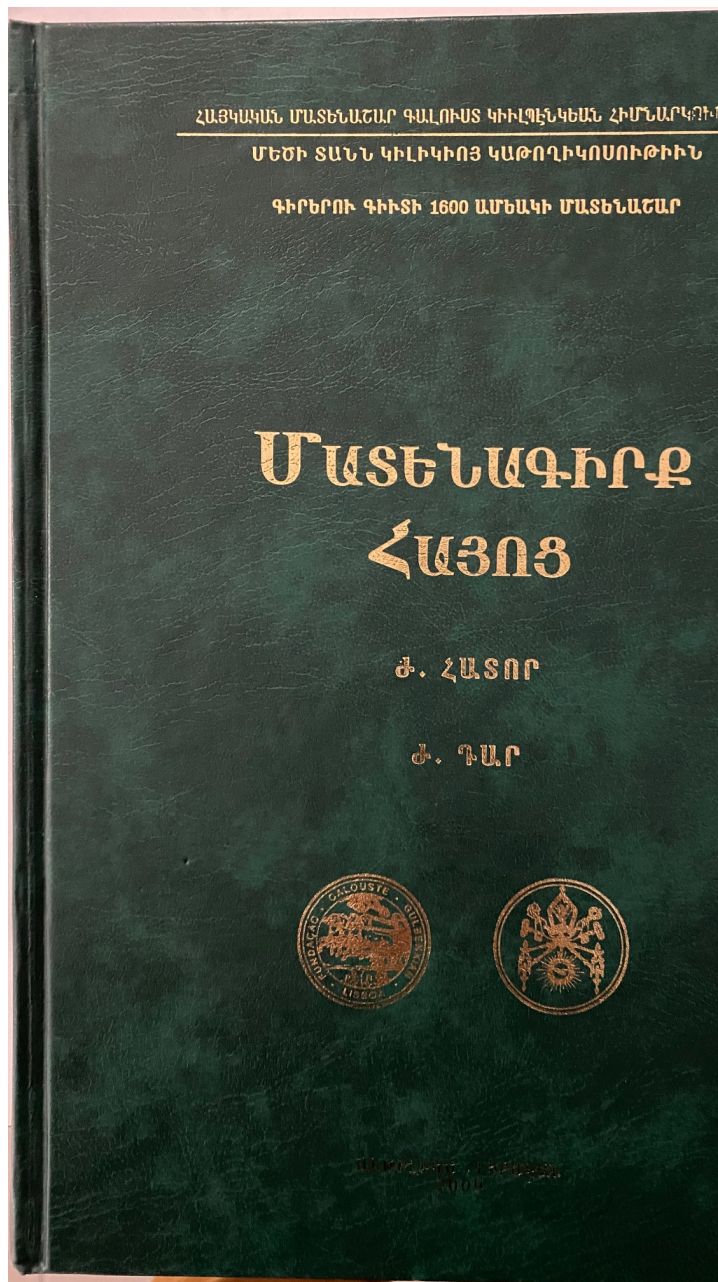 ՀԱՅԿԱԿԱՆ ՄԱՏԵՆԱՇԱՐ ԳԱԼՈՒՍՏ ԿԻՒԼՊԷՆԿԵԱՆ
ՄԵԾԻ ՏԱՆՆ ԿԻԼԻԿԻՈՅ ԿԱԹՈՂԻԿՈՍՈՒԹԻՒՆ
ԳԻՐԵՐՈՒ ԳԻՒՏԻ 1600 ԱՄԵԱԿԻ ՄԱՏԵՆԱՇԱՐ
ՄԱՏԵՆԱԳԻՐՔ
ՀԱՅՈՑ
Ժ. ՀԱՏՈՐ
Ժ. ԴԱՐ
FUNDAÇÃO · CALOUSTE · GULBENKIAN · LISBOA